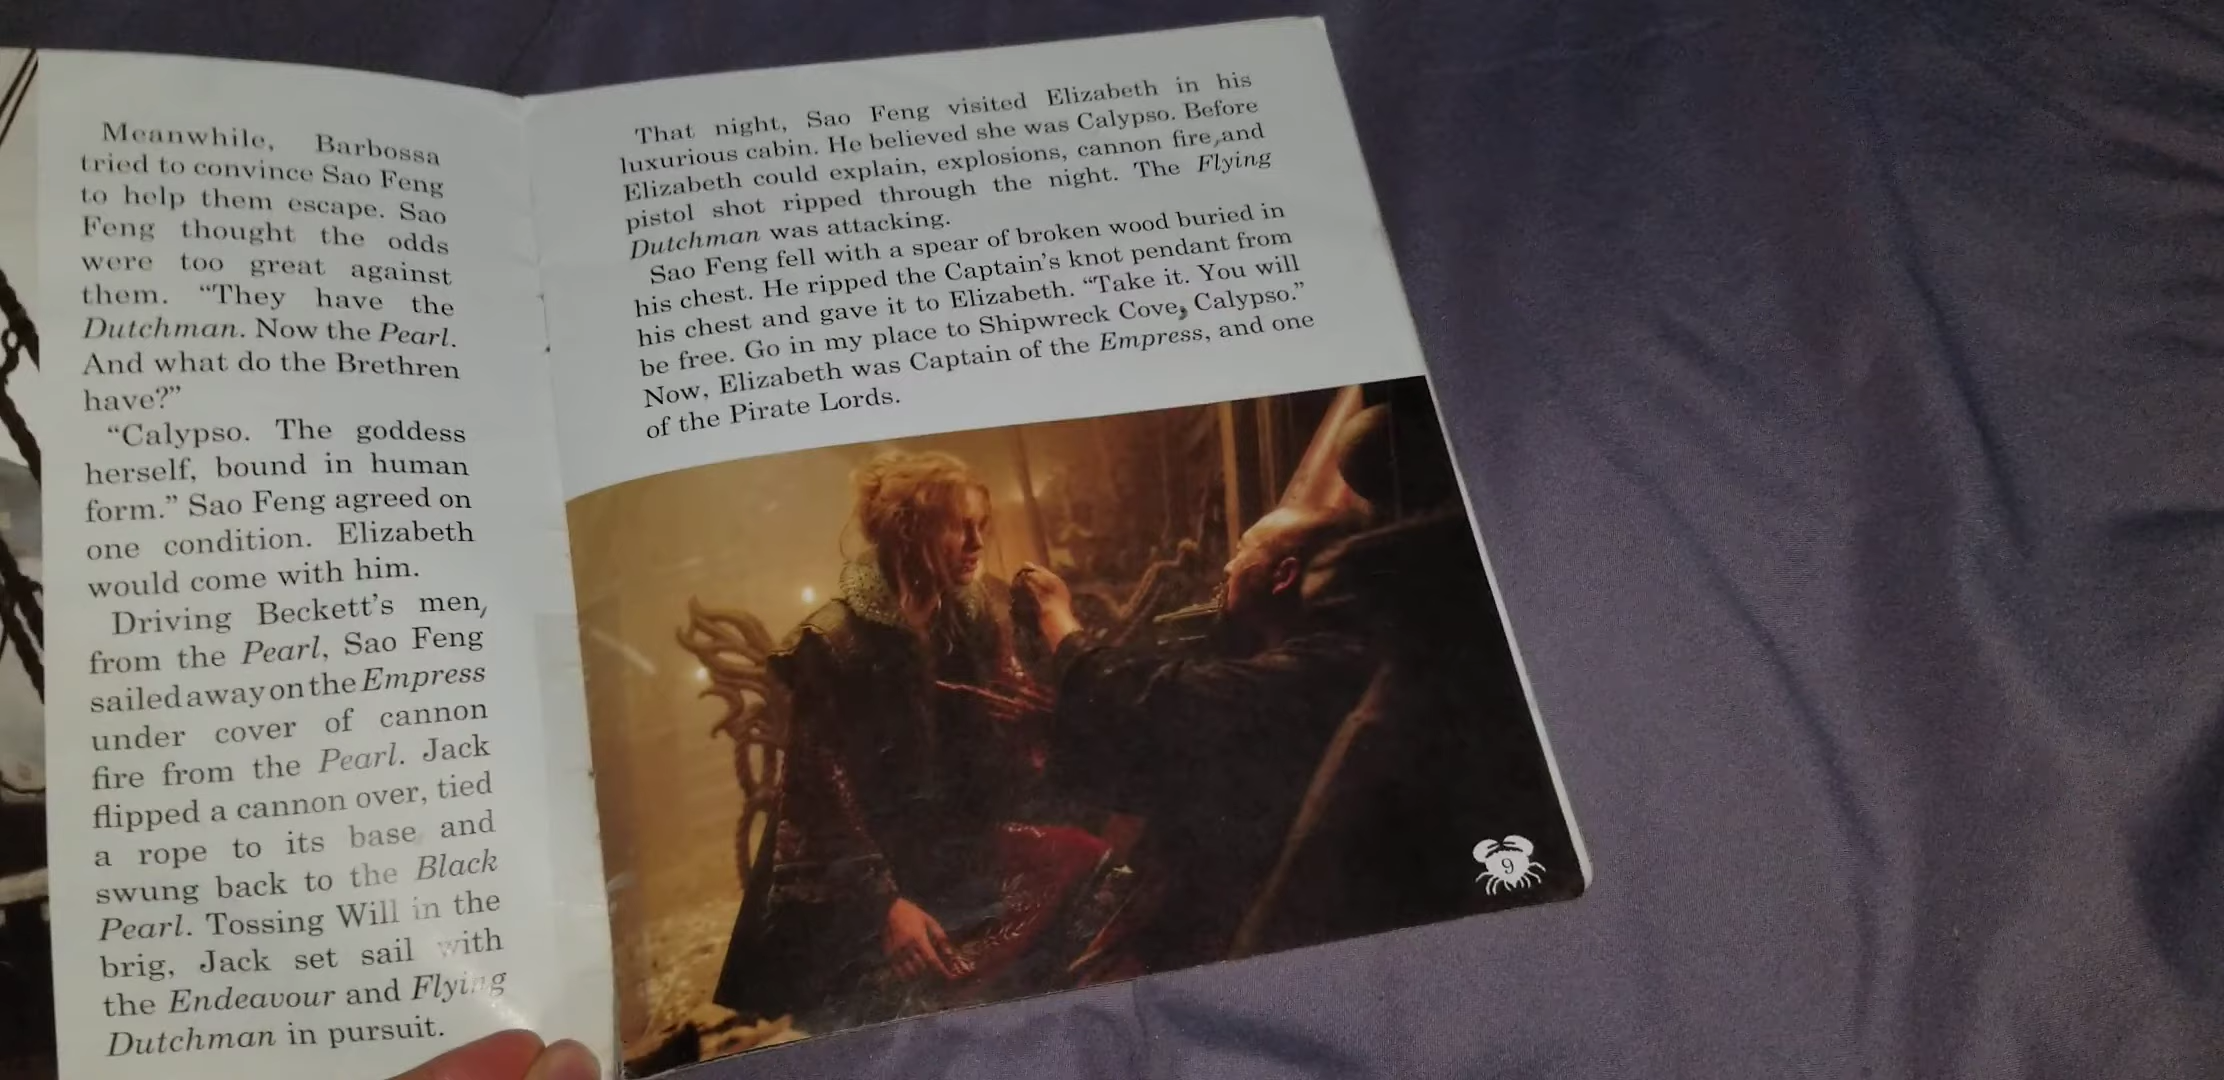 Meanwhile, Barbossa
tried to convince Sao Feng
to help them escape. Sao
Feng thought the odds
were too great against
them. “They have the
Dutchman. Now the Pearl.
And what do the Brethren
have?”
“Calypso. The goddess
herself, bound in human
form.” Sao Feng agreed on
one condition. Elizabeth
would come with him.
Driving Beckett’s men,
from the Pearl, Sao Feng
sailed away on the Empress
under cover of cannon
fire from the Pearl. Jack
flipped a cannon over, tied
a rope to its base and
swung back to the Black
Pearl. Tossing Will in the
brig, Jack set sail with
the Endeavour and Flying
Dutchman in pursuit.
That night, Sao Feng visited Elizabeth in his
luxurious cabin. He believed she was Calypso. Before
Elizabeth could explain, explosions, cannon fire, and
pistol shot ripped through the night. The Flying
Dutchman was attacking.
Sao Feng fell with a spear of broken wood buried in
his chest. He ripped the Captain’s knot pendant from
his chest and gave it to Elizabeth. “Take it. You will
be free. Go in my place to Shipwreck Cove, Calypso.”
Now, Elizabeth was Captain of the Empress, and one
of the Pirate Lords.
9